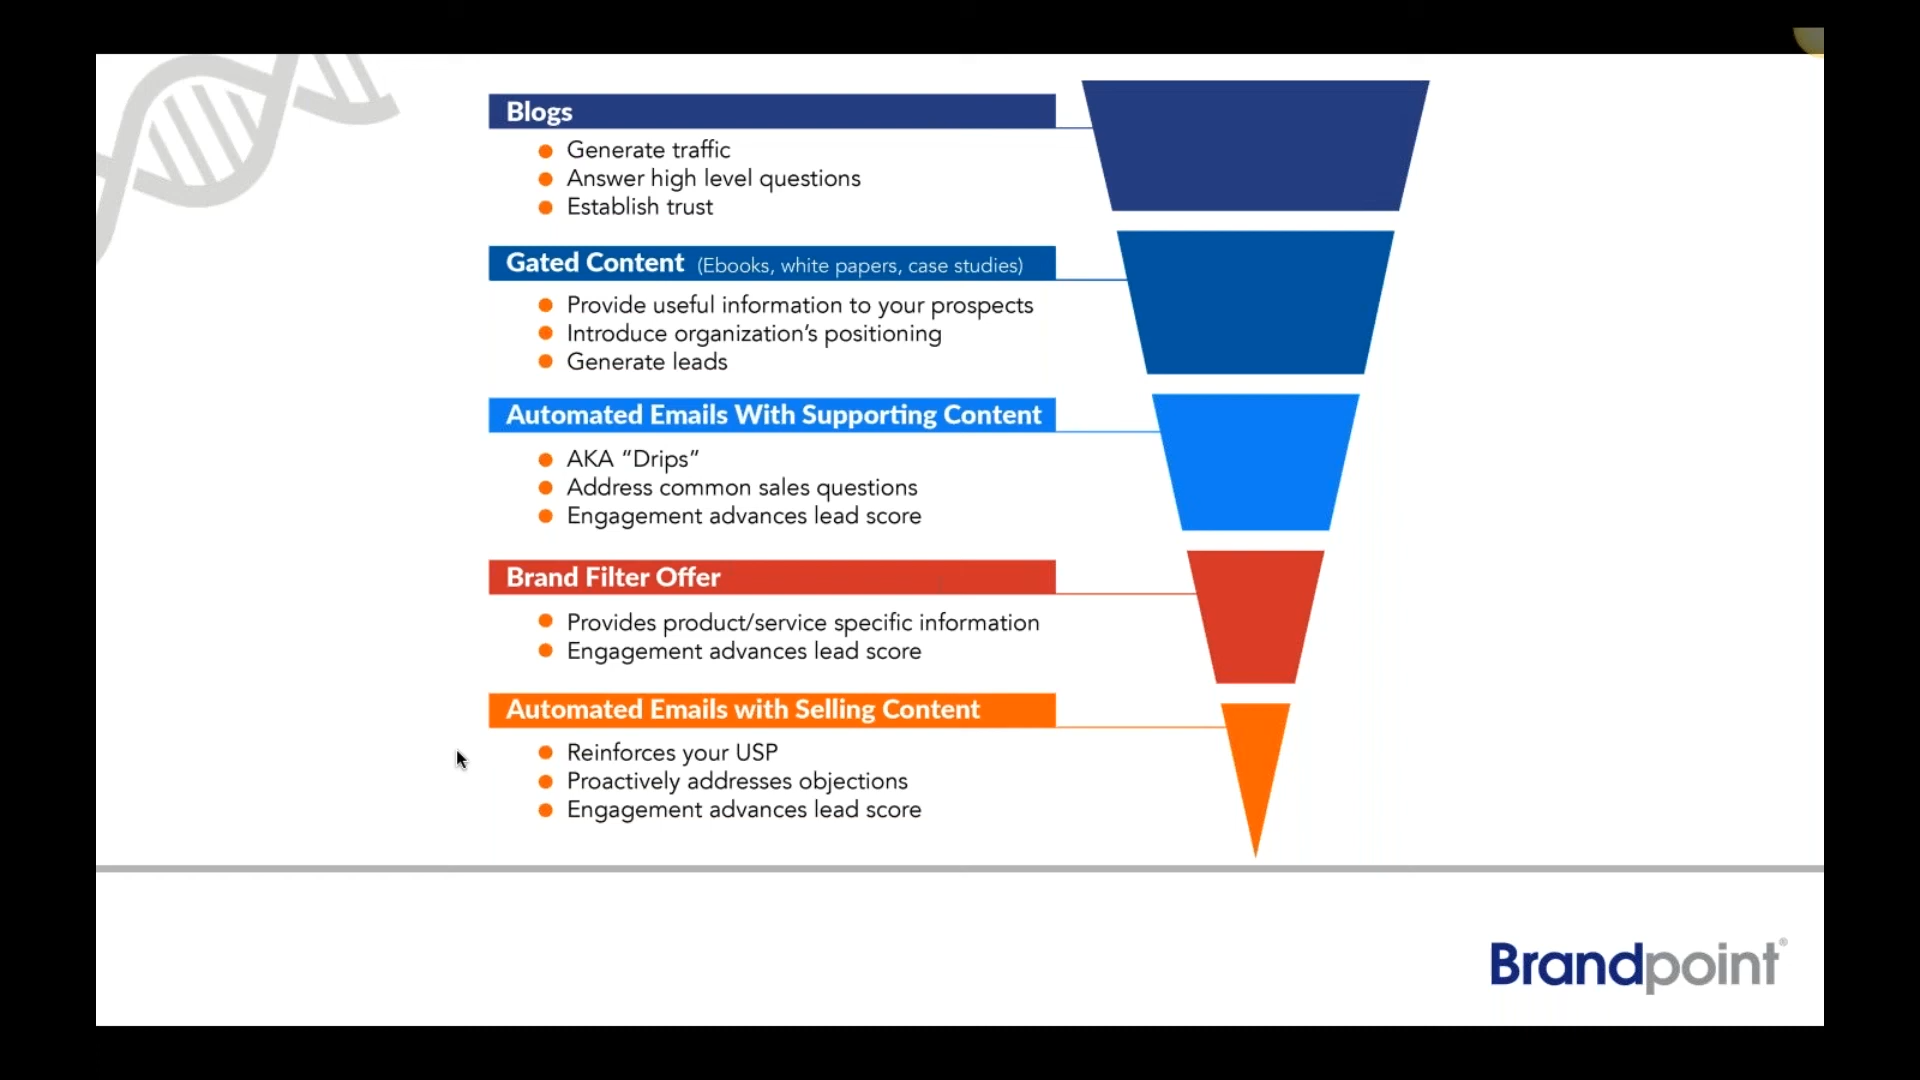 Blogs
Generate traffic
Answer high level questions
Establish trust
Gated Content (Ebooks, white papers, case studies)
Provide useful information to your prospects
Introduce organization's positioning
Generate leads
Automated Emails With Supporting Content
AKA “Drips”
Address common sales questions
Engagement advances lead score
Brand Filter Offer
Provides product/service specific information
Engagement advances lead score
Automated Emails with Selling Content
Reinforces your USP
Proactively addresses objections
Engagement advances lead score
Brandpoint®